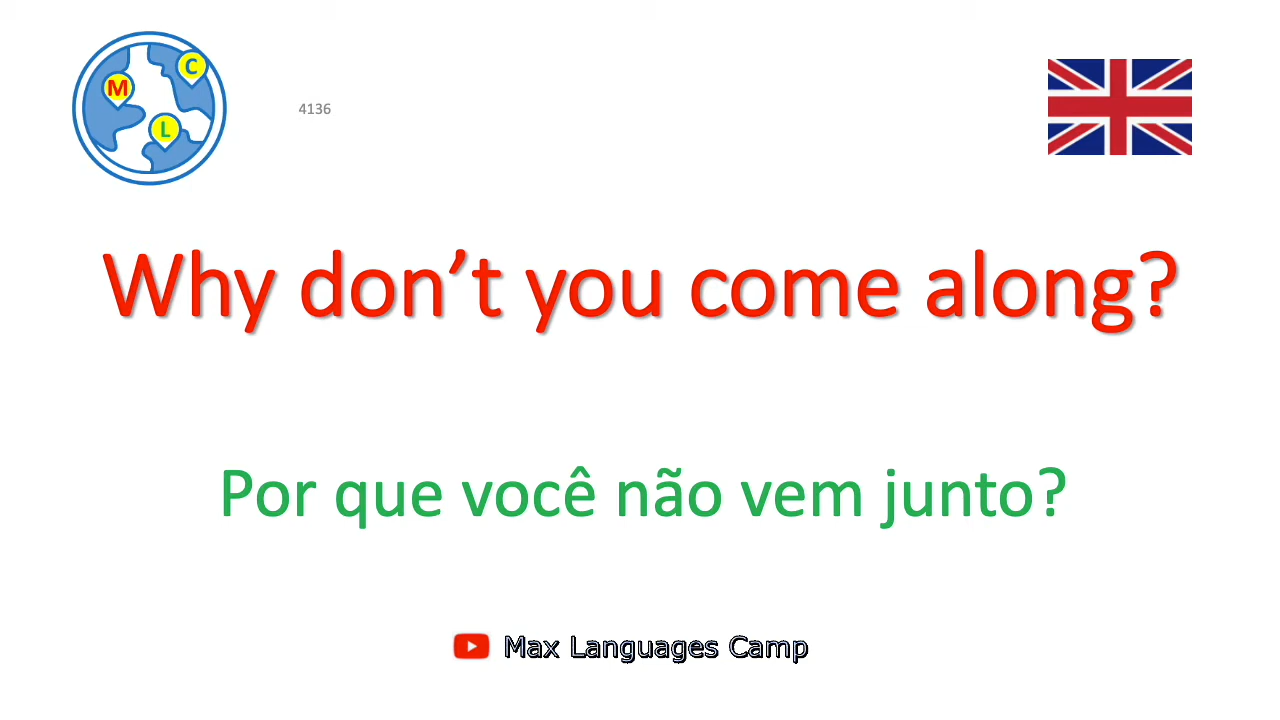 C
M
4136
L
Why don’t you come along?
Por que você não vem junto?
Max Languages Camp